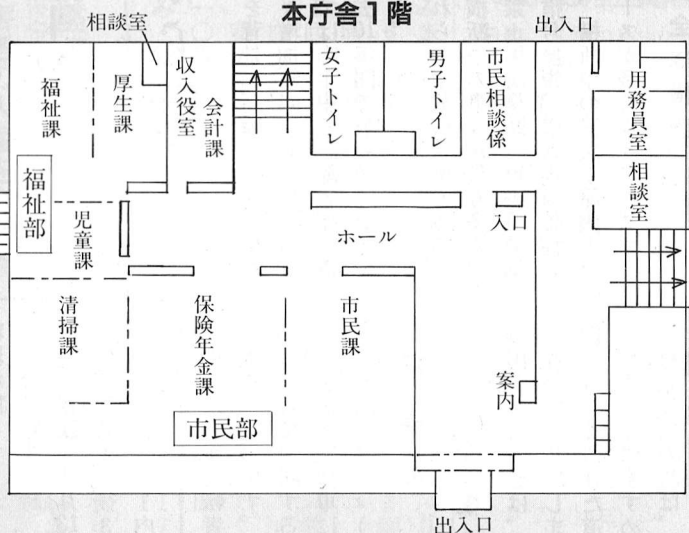 本庁舎1階
相談室
出入口
福祉課
厚生課
収入役室
会計課
女子トイレ
男子トイレ
市民相談係
用務員室
相談室
福祉部
児童課
ホール
入口
清掃課
保険年金課
市民課
案内
市民部
出入口